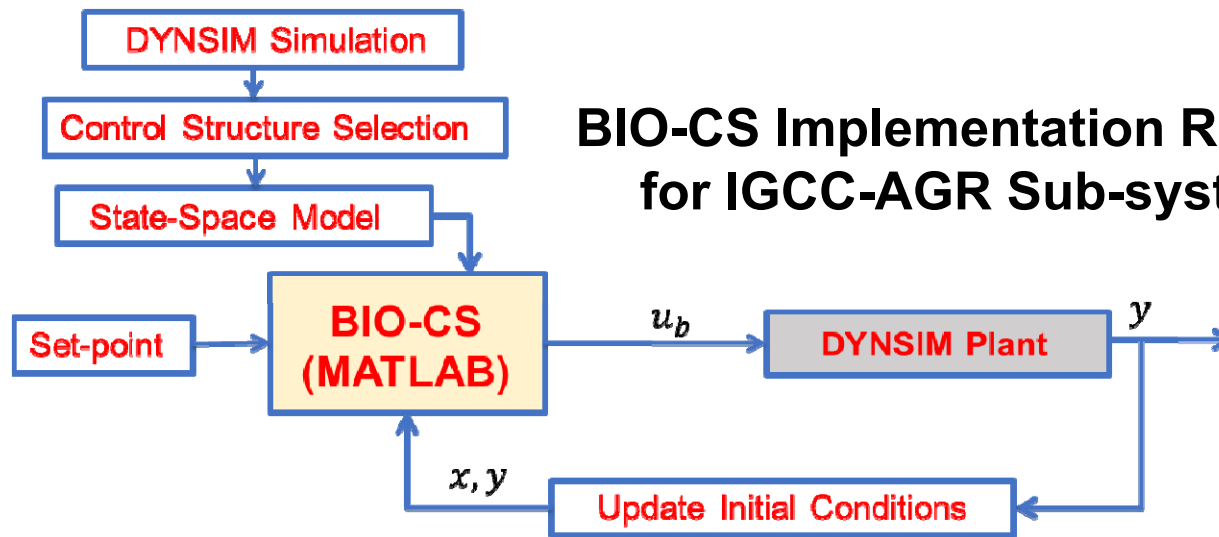 DYNSIM Simulation
Control Structure Selection
BIO-CS Implementation R
for IGCC-AGR Sub-syst
State-Space Model
Set-point
BIO-CS
(MATLAB)
u_b
DYNSIM Plant
y
x, y
Update Initial Conditions